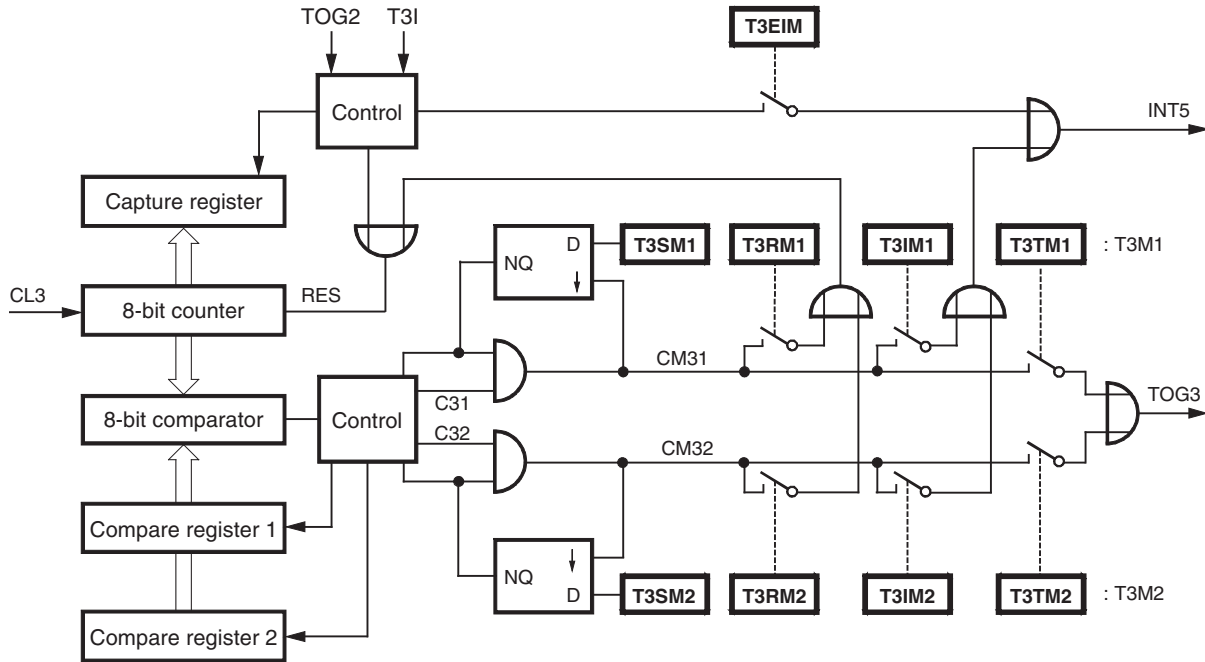 TOG2 T3I
T3EIM
Control
INT5
Capture register
D T3SM1 T3RM1 T3IM1 T3TM1 : T3M1
NQ
CL3 8-bit counter RES
CM31
8-bit comparator Control C31
C32
TOG3
CM32
Compare register 1
NQ
D T3SM2 T3RM2 T3IM2 T3TM2 : T3M2
Compare register 2